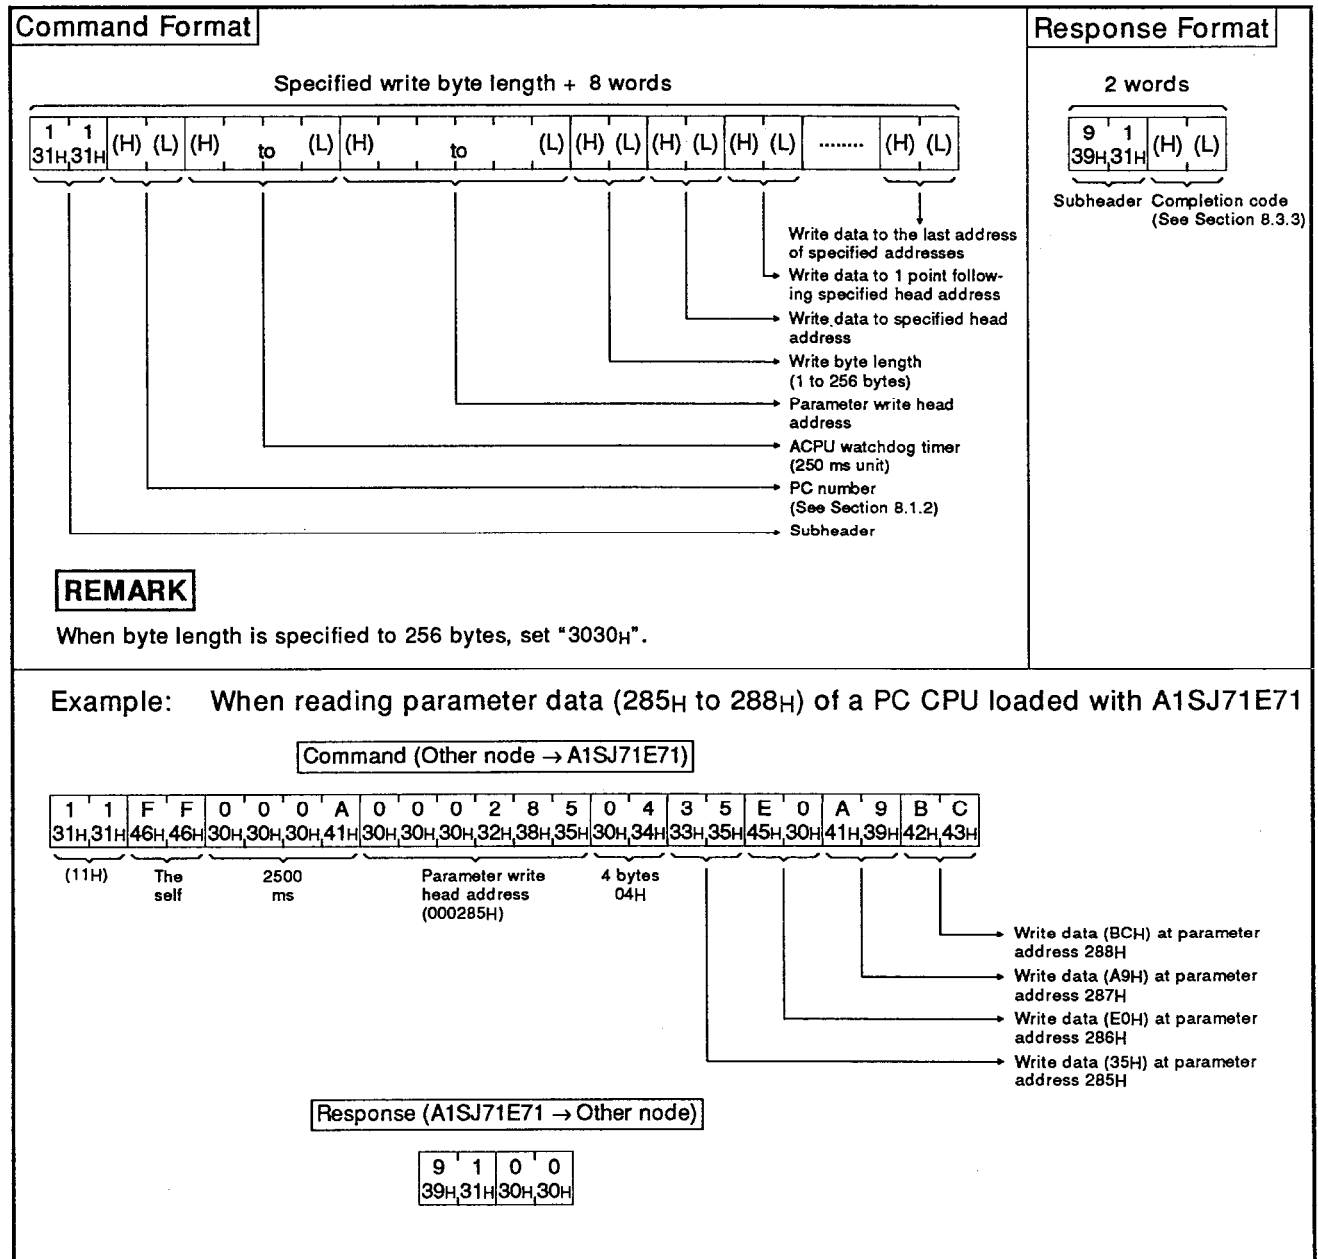 Command Format
Response Format
Specified write byte length + 8 words
2 words
1 1
31H 31H
(H) (L)
(H) to (L)
(H) to (L)
(H) (L)
(H) (L)
(H) (L)
........
(H) (L)
9 1
39H 31H
(H) (L)
Subheader
Completion code
(See Section 8.3.3)
Write data to the last address
of specified addresses
Write data to 1 point follow-
ing specified head address
Write data to specified head
address
Write byte length
(1 to 256 bytes)
Parameter write head
address
ACPU watchdog timer
(250 ms unit)
PC number
(See Section 8.1.2)
Subheader
REMARK
When byte length is specified to 256 bytes, set "3030H".
Example: When reading parameter data (285H to 288H) of a PC CPU loaded with A1SJ71E71
Command (Other node → A1SJ71E71)
1 1 F F 0 0 0 A 0 0 0 2 8 5 0 4 3 5 E 0 A 9 B C
31H 31H 46H 46H 30H 30H 30H 41H 30H 30H 30H 32H 38H 35H 30H 34H 33H 35H 45H 30H 41H 39H 42H 43H
(11H)
The
self
2500
ms
Parameter write
head address
(000285H)
4 bytes
04H
Write data (BCH) at parameter
address 288H
Write data (A9H) at parameter
address 287H
Write data (E0H) at parameter
address 286H
Write data (35H) at parameter
address 285H
Response (A1SJ71E71 → Other node)
9 1 0 0
39H 31H 30H 30H